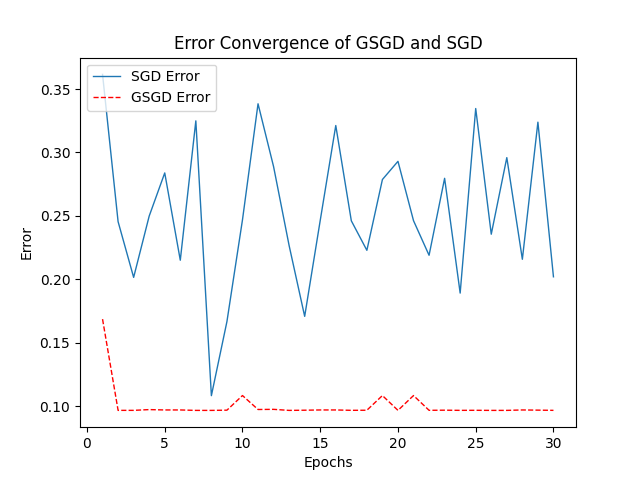 Error Convergence of GSGD and SGD
SGD Error
GSGD Error
Error
0.35
0.30
0.25
0.20
0.15
0.10
0 5 10 15 20 25 30
Epochs